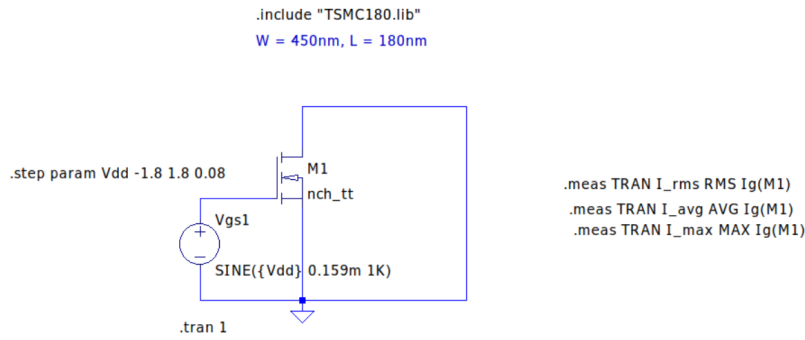 .include "TSMC180.lib"
W = 450nm, L = 180nm
.step param Vdd -1.8 1.8 0.08
M1
nch_tt
Vgs1
SINE({Vdd} 0.159m 1K)
.tran 1
.meas TRAN I_rms RMS Ig(M1)
.meas TRAN I_avg AVG Ig(M1)
.meas TRAN I_max MAX Ig(M1)